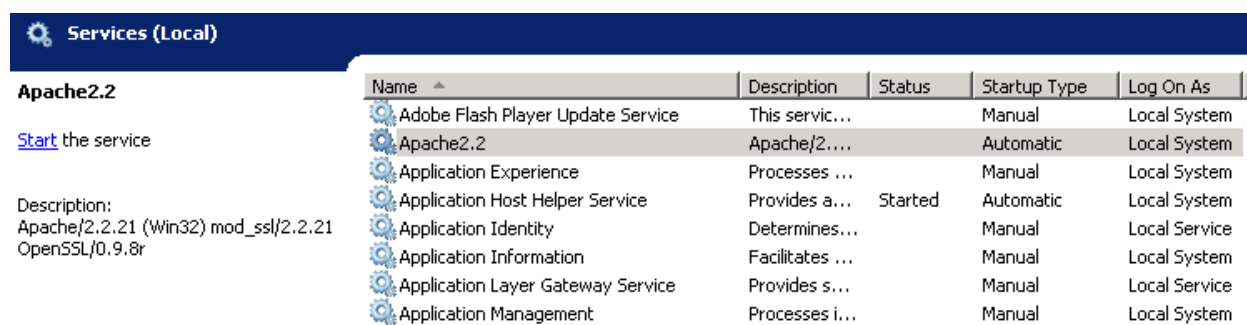 Services (Local)
Apache2.2
Start the service
Description:
Apache/2.2.21 (Win32) mod_ssl/2.2.21
OpenSSL/0.9.8r
Name Description Status Startup Type Log On As
Adobe Flash Player Update Service This servic... Manual Local System
Apache2.2 Apache/2.... Automatic Local System
Application Experience Processes ... Manual Local System
Application Host Helper Service Provides a... Started Automatic Local System
Application Identity Determines... Manual Local Service
Application Information Facilitates ... Manual Local System
Application Layer Gateway Service Provides s... Manual Local Service
Application Management Processes i... Manual Local System